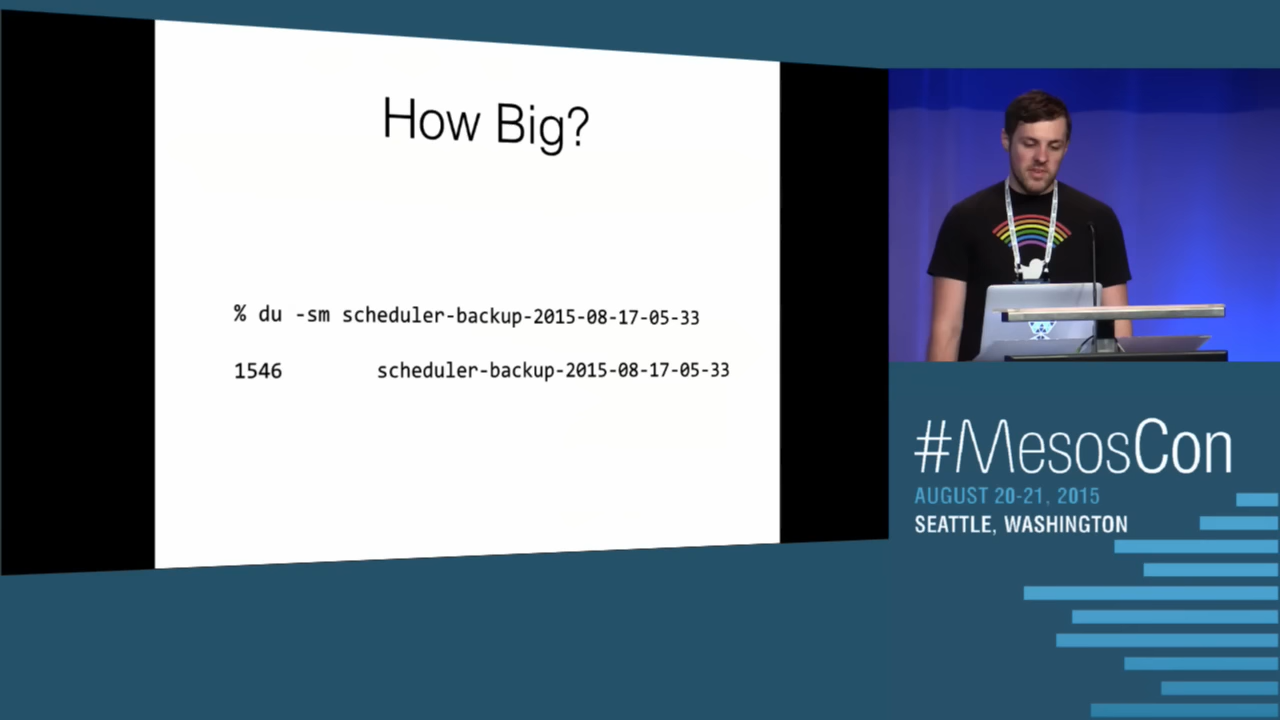 How Big?
% du -sm scheduler-backup-2015-08-17-05-33
1546 scheduler-backup-2015-08-17-05-33
#MesosCon
AUGUST 20-21, 2015
SEATTLE, WASHINGTON